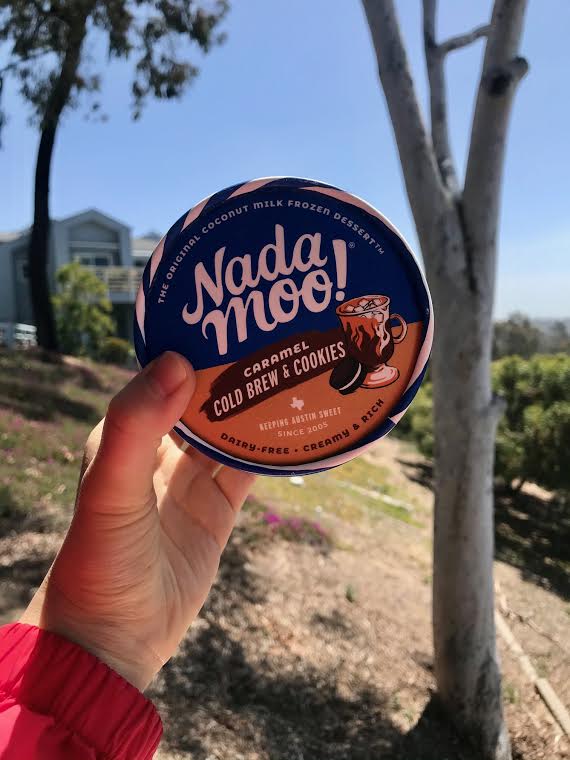 THE ORIGINAL COCONUT MILK FROZEN DESSERT™
Nada
moo!®
CARAMEL
COLD BREW & COOKIES
KEEPING AUSTIN SWEET
SINCE 2005
DAIRY-FREE • CREAMY & RICH